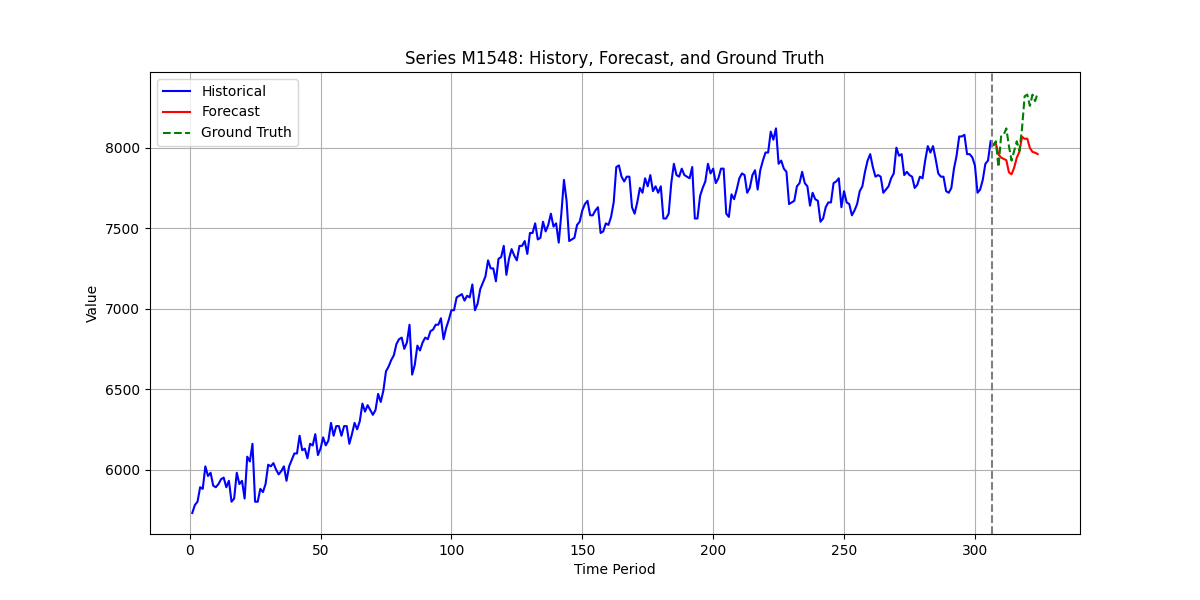 Series M1548: History, Forecast, and Ground Truth
Historical
Forecast
Ground Truth
Value
8000
7500
7000
6500
6000
0 50 100 150 200 250 300
Time Period